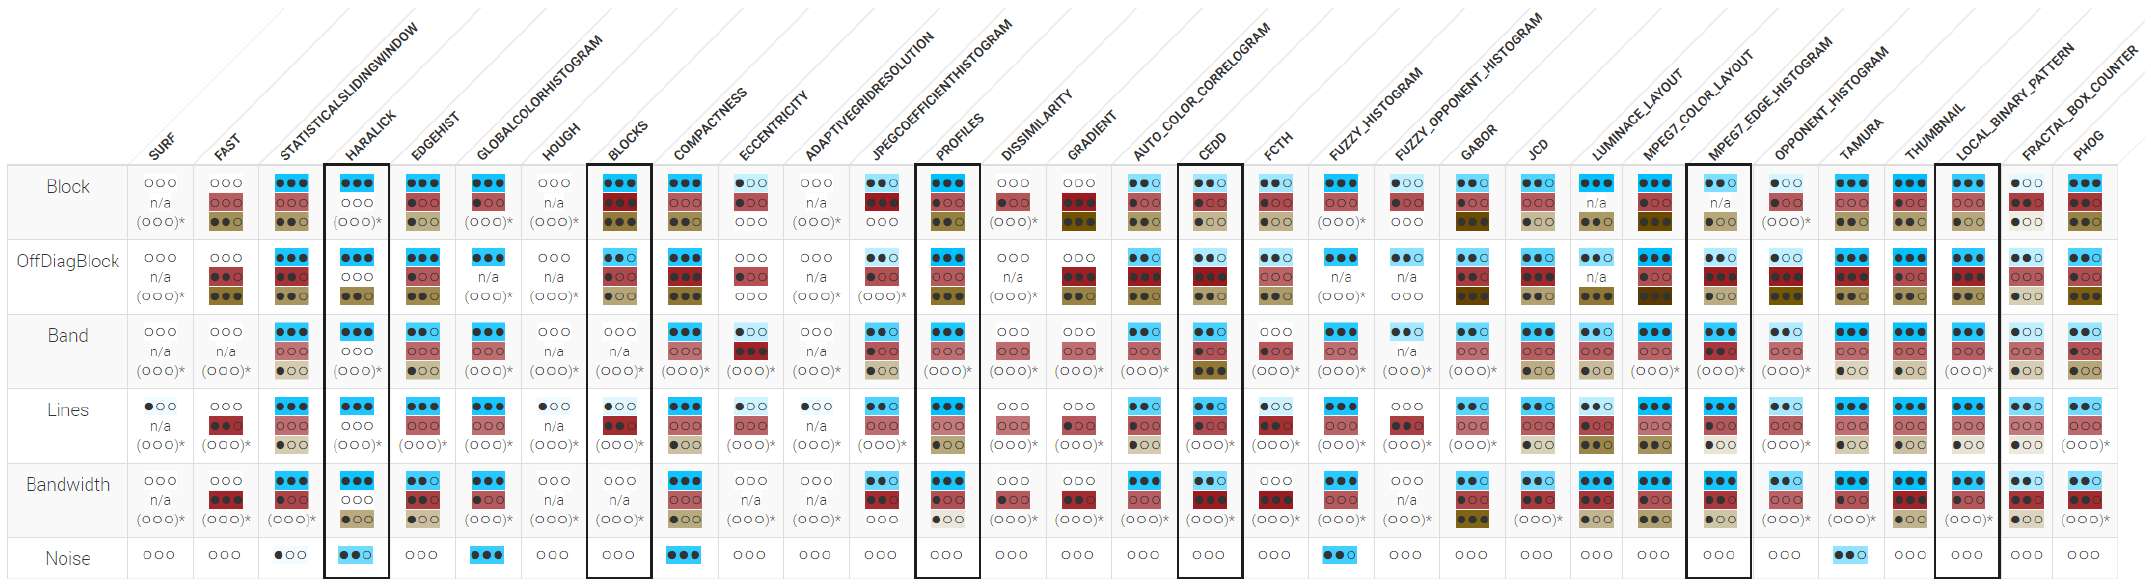 SURF
FAST
STATISTICALSLIDINGWINDOW
HARALICK
EDGEHIST
GLOBALCOLORHISTOGRAM
HOUGH
BLOCKS
COMPACTNESS
ECCENTRICITY
ADAPTIVEGRIDRESOLUTION
JPEGCOEFFICIENTHISTOGRAM
PROFILES
DISSIMILARITY
GRADIENT
AUTO_COLOR_CORRELOGRAM
CEDD
FCTH
FUZZY_HISTOGRAM
FUZZY_OPPONENT_HISTOGRAM
GABOR
JCD
LUMINACE_LAYOUT
MPEG7_COLOR_LAYOUT
MPEG7_EDGE_HISTOGRAM
OPPONENT_HISTOGRAM
TAMURA
THUMBNAIL
LOCAL_BINARY_PATTERN
FRACTAL_BOX_COUNTER
PHOG
Block
n/a n/a n/a n/a n/a
OffDiagBlock
n/a n/a n/a n/a n/a n/a n/a n/a
Band
n/a n/a n/a n/a n/a n/a
Lines
n/a n/a n/a
Bandwidth
n/a n/a n/a n/a n/a n/a
Noise